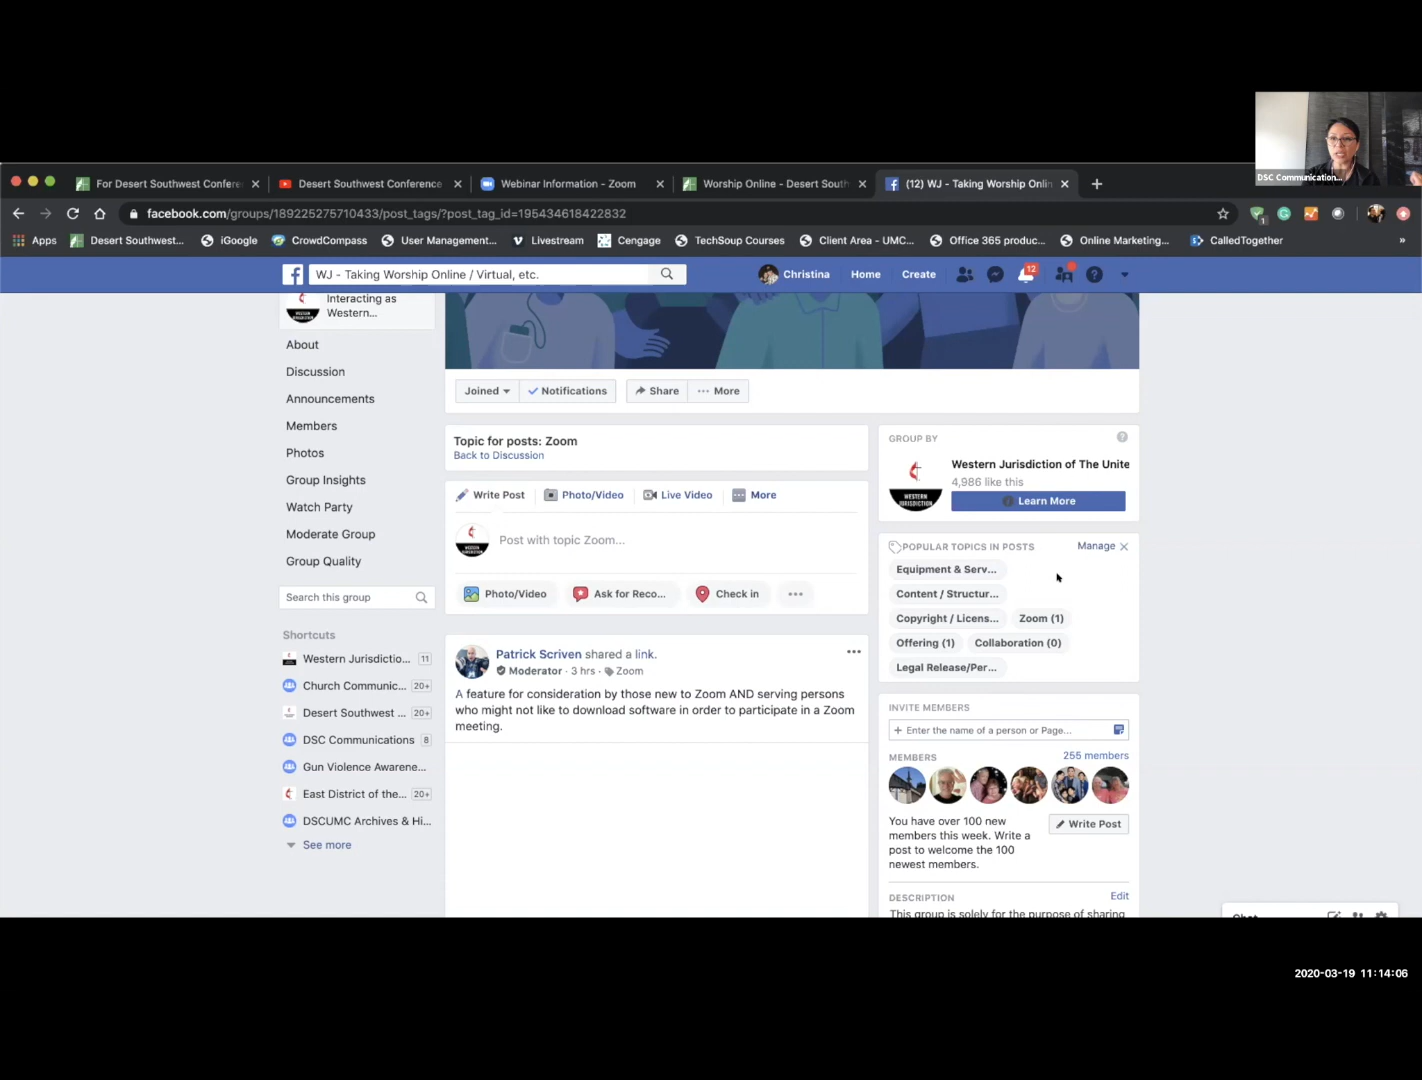 DSC Communication...
For Desert Southwest Confere
Desert Southwest Conference
Webinar Information - Zoom
Worship Online - Desert South
(12) WJ - Taking Worship Onlin
facebook.com/groups/189225275710433/post_tags/?post_tag_id=195434618422832
1
Apps
Desert Southwest...
iGoogle
CrowdCompass
User Management...
Livestream
Cengage
TechSoup Courses
Client Area - UMC...
Office 365 produc...
Online Marketing...
CalledTogether
»
WJ - Taking Worship Online / Virtual, etc.
Christina
Home
Create
12
Interacting as
Western...
About
Discussion
Announcements
Members
Photos
Group Insights
Watch Party
Moderate Group
Group Quality
Search this group
Shortcuts
Western Jurisdictio... 11
Church Communic... 20+
Desert Southwest ... 20+
DSC Communications 8
Gun Violence Awarene...
East District of the... 20+
DSCUMC Archives & Hi...
See more
Joined
Notifications
Share
··· More
Topic for posts: Zoom
Back to Discussion
Write Post
Photo/Video
Live Video
More
Post with topic Zoom...
Photo/Video
Ask for Reco...
Check in
Patrick Scriven shared a link.
Moderator · 3 hrs · Zoom
A feature for consideration by those new to Zoom AND serving persons
who might not like to download software in order to participate in a Zoom
meeting.
GROUP BY
WESTERN
Western Jurisdiction of The Unite
4,986 like this
Learn More
POPULAR TOPICS IN POSTS
Manage
Equipment & Serv...
Content / Structur...
Copyright / Licens...
Zoom (1)
Offering (1)
Collaboration (0)
Legal Release/Per...
INVITE MEMBERS
+ Enter the name of a person or Page...
MEMBERS
255 members
You have over 100 new
members this week. Write a
post to welcome the 100
newest members.
Write Post
DESCRIPTION
Edit
This group is solely for the purpose of sharing
Chat
2020-03-19 11:14:06